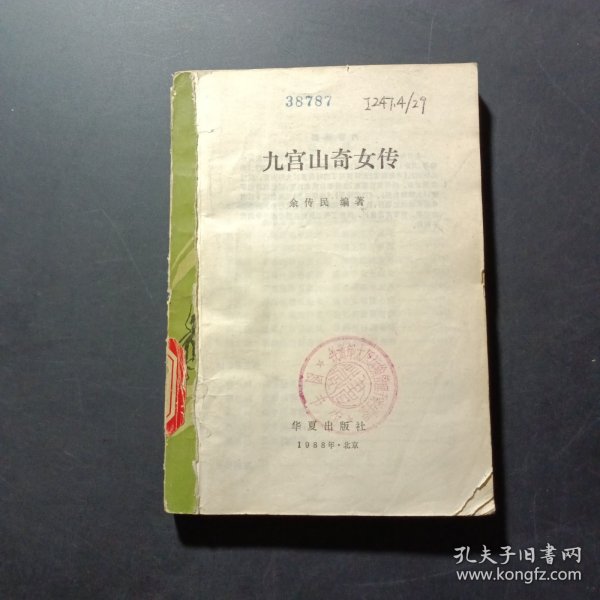 38787
I247.4/29
九宫山奇女传
余传民 编著
华夏出版社
1988年·北京
孔夫子旧书网
www.kongfz.com